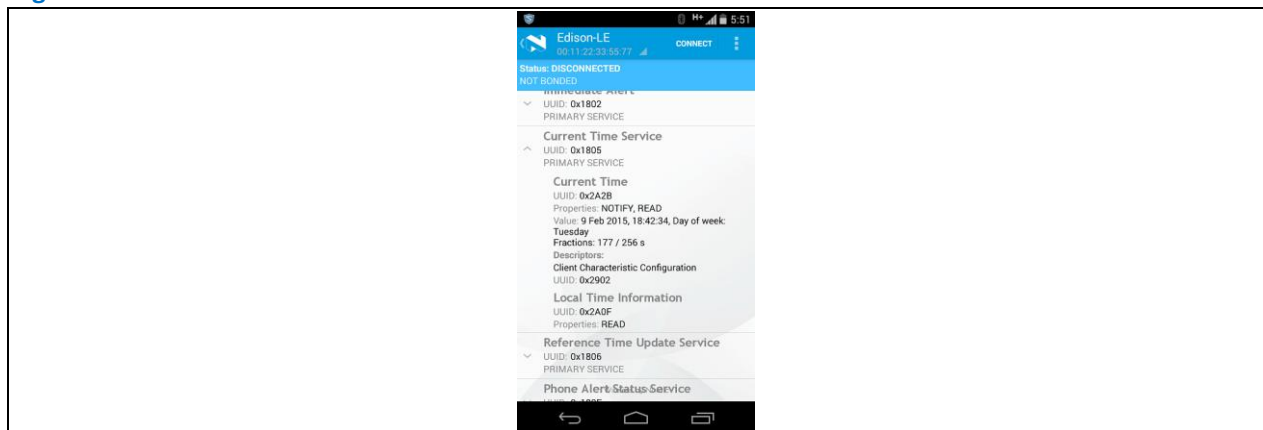 H+ 5:51
Edison-LE
00:11:22:33:55:77
CONNECT
Status: DISCONNECTED
NOT BONDED
Immediate Alert
UUID: 0x1802
PRIMARY SERVICE
Current Time Service
UUID: 0x1805
PRIMARY SERVICE
Current Time
UUID: 0x2A2B
Properties: NOTIFY, READ
Value: 9 Feb 2015, 18:42:34, Day of week:
Tuesday
Fractions: 177 / 256 s
Descriptors:
Client Characteristic Configuration
UUID: 0x2902
Local Time Information
UUID: 0x2A0F
Properties: READ
Reference Time Update Service
UUID: 0x1806
PRIMARY SERVICE
Phone Alert Status Service